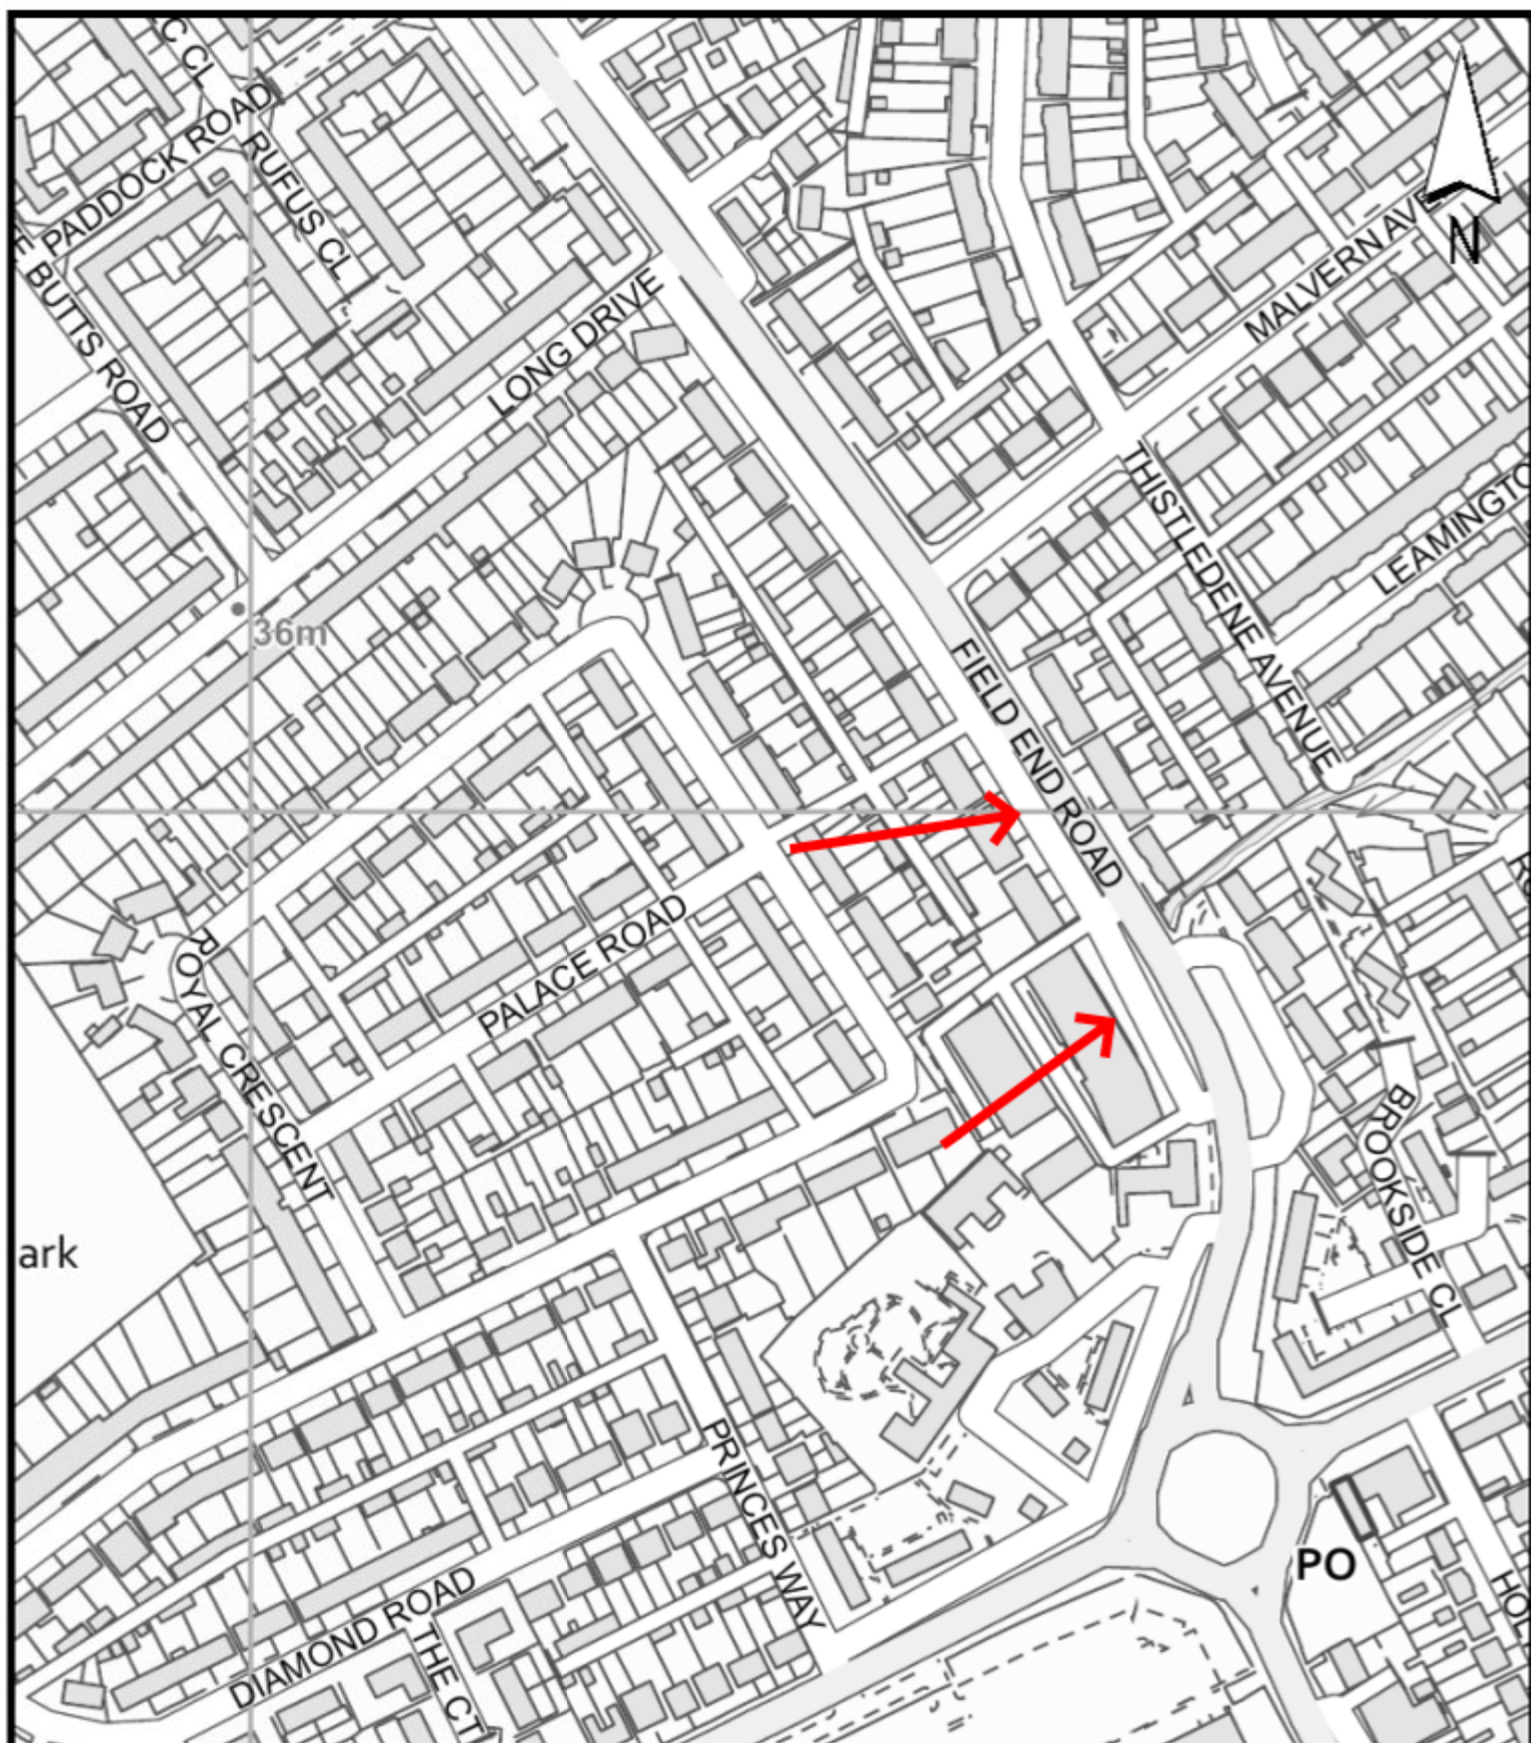 C CL
PADDOCK ROAD
RUFUS CL
N
MALVERN AVE
BUTTS ROAD
LONG DRIVE
THISTLEDENE AVENUE
LEAMINGTO
36m
FIELD END ROAD
PALACE ROAD
ROYAL CRESCENT
BROOKSIDE CL
ark
PRINCES WAY
PO
DIAMOND ROAD
THE CT
HOL